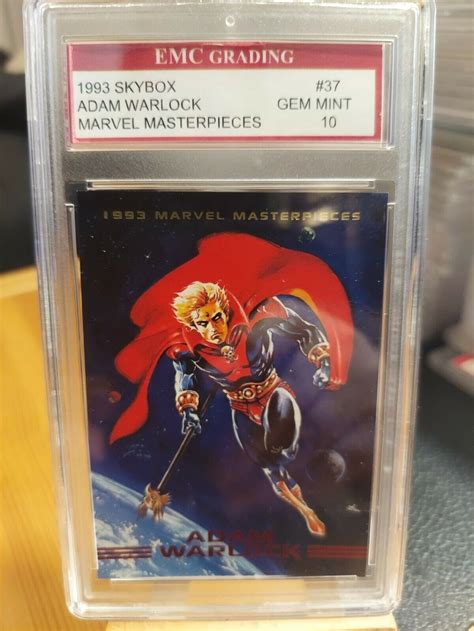 EMC GRADING
1993 SKYBOX #37
ADAM WARLOCK GEM MINT
MARVEL MASTERPIECES 10
1993 MARVEL MASTERPIECES
ADAM
WARLOCK